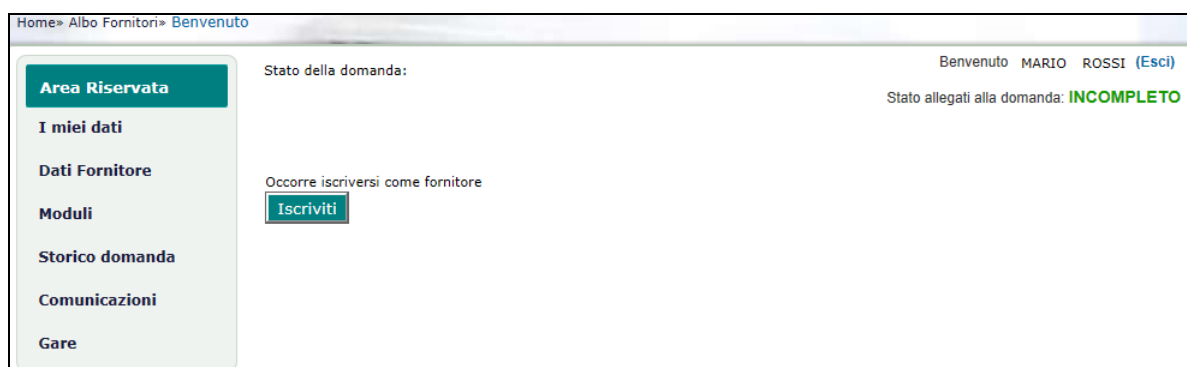 Home» Albo Fornitori» Benvenuto
Area Riservata
I miei dati
Dati Fornitore
Moduli
Storico domanda
Comunicazioni
Gare
Stato della domanda:
Benvenuto MARIO ROSSI (Esci)
Stato allegati alla domanda: INCOMPLETO
Occorre iscriversi come fornitore
Iscriviti